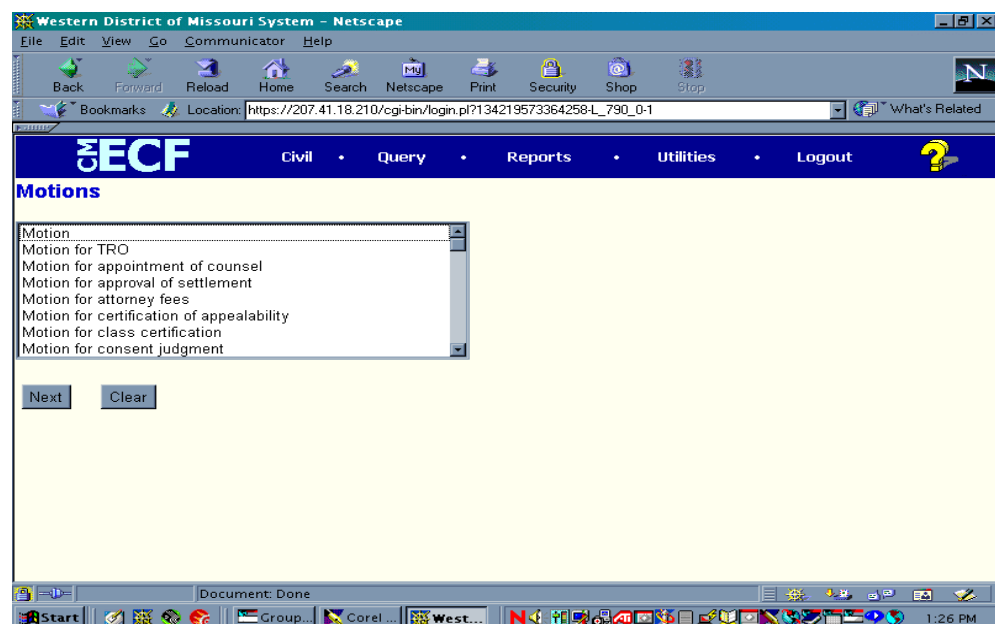 Western District of Missouri System - Netscape
File Edit View Go Communicator Help
Back Forward Reload Home Search My Netscape Print Security Shop Stop N
Bookmarks Location: https://207.41.18.210/cgi-bin/login.pl?134219573364258-L_790_0-1 What's Related
CM ECF Civil • Query • Reports • Utilities • Logout ?
Motions
Motion
Motion for TRO
Motion for appointment of counsel
Motion for approval of settlement
Motion for attorney fees
Motion for certification of appealability
Motion for class certification
Motion for consent judgment
Next Clear
Document: Done
Start Group... Corel ... West... N 1:26 PM